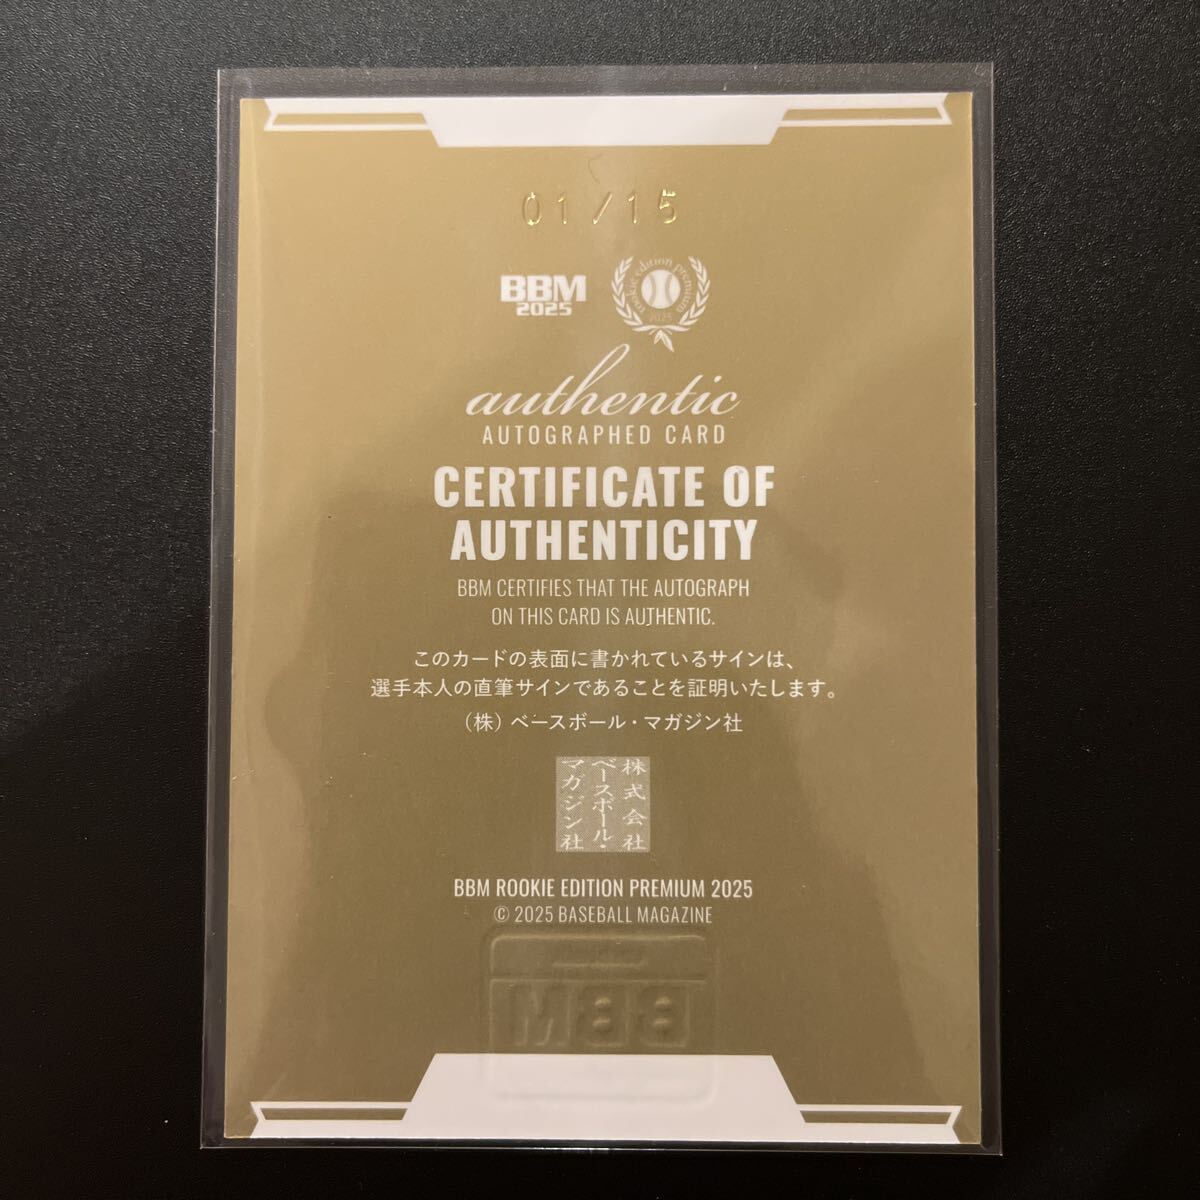 01/15
BBM
2025
rookie edition premium
2025
authentic
AUTOGRAPHED CARD
CERTIFICATE OF
AUTHENTICITY
BBM CERTIFIES THAT THE AUTOGRAPH
ON THIS CARD IS AUTHENTIC.
このカードの表面に書かれているサインは、
選手本人の直筆サインであることを証明いたします。
（株）ベースボール・マガジン社
株式会社
ベースボール・
マガジン社
BBM ROOKIE EDITION PREMIUM 2025
© 2025 BASEBALL MAGAZINE
BBM